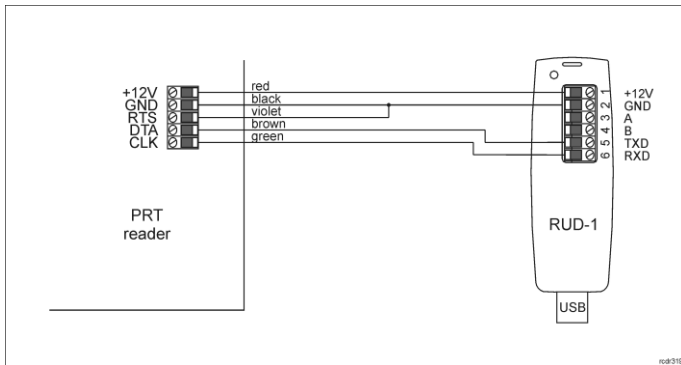 +12V
GND
RTS
DTA
CLK
red
black
violet
brown
green
PRT
reader
1
2
3
4
5
6
+12V
GND
A
B
TXD
RXD
RUD-1
USB
rcdr319